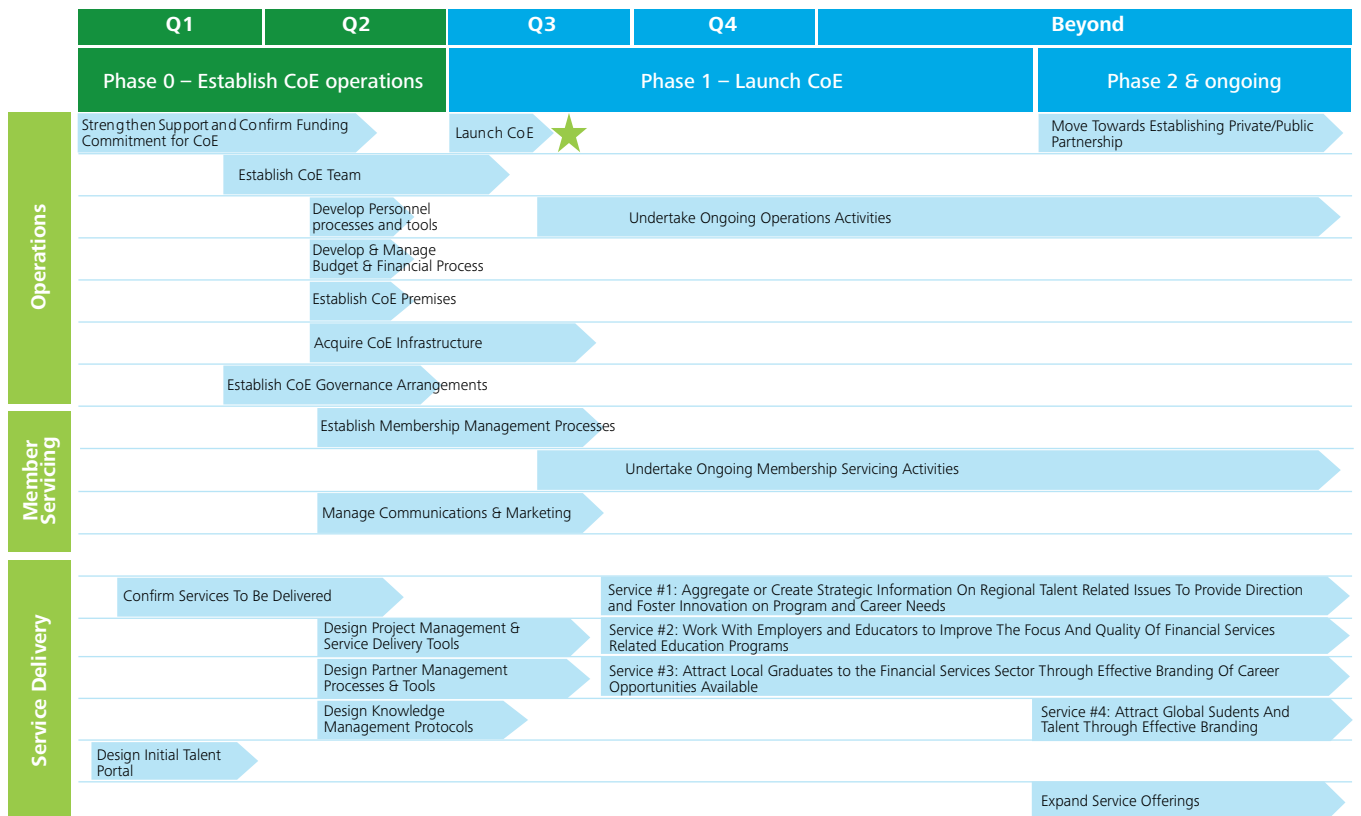 Q1
Q2
Q3
Q4
Beyond
Phase 0 – Establish CoE operations
Phase 1 – Launch CoE
Phase 2 & ongoing
Operations
Strengthen Support and Confirm Funding
Commitment for CoE
Launch CoE
Move Towards Establishing Private/Public
Partnership
Establish CoE Team
Develop Personnel
processes and tools
Undertake Ongoing Operations Activities
Develop & Manage
Budget & Financial Process
Establish CoE Premises
Acquire CoE Infrastructure
Establish CoE Governance Arrangements
Member
Servicing
Establish Membership Management Processes
Undertake Ongoing Membership Servicing Activities
Manage Communications & Marketing
Service Delivery
Confirm Services To Be Delivered
Service #1: Aggregate or Create Strategic Information On Regional Talent Related Issues To Provide Direction
and Foster Innovation on Program and Career Needs
Design Project Management &
Service Delivery Tools
Service #2: Work With Employers and Educators to Improve The Focus And Quality Of Financial Services
Related Education Programs
Design Partner Management
Processes & Tools
Service #3: Attract Local Graduates to the Financial Services Sector Through Effective Branding Of Career
Opportunities Available
Design Knowledge
Management Protocols
Service #4: Attract Global Sudents And
Talent Through Effective Branding
Design Initial Talent
Portal
Expand Service Offerings